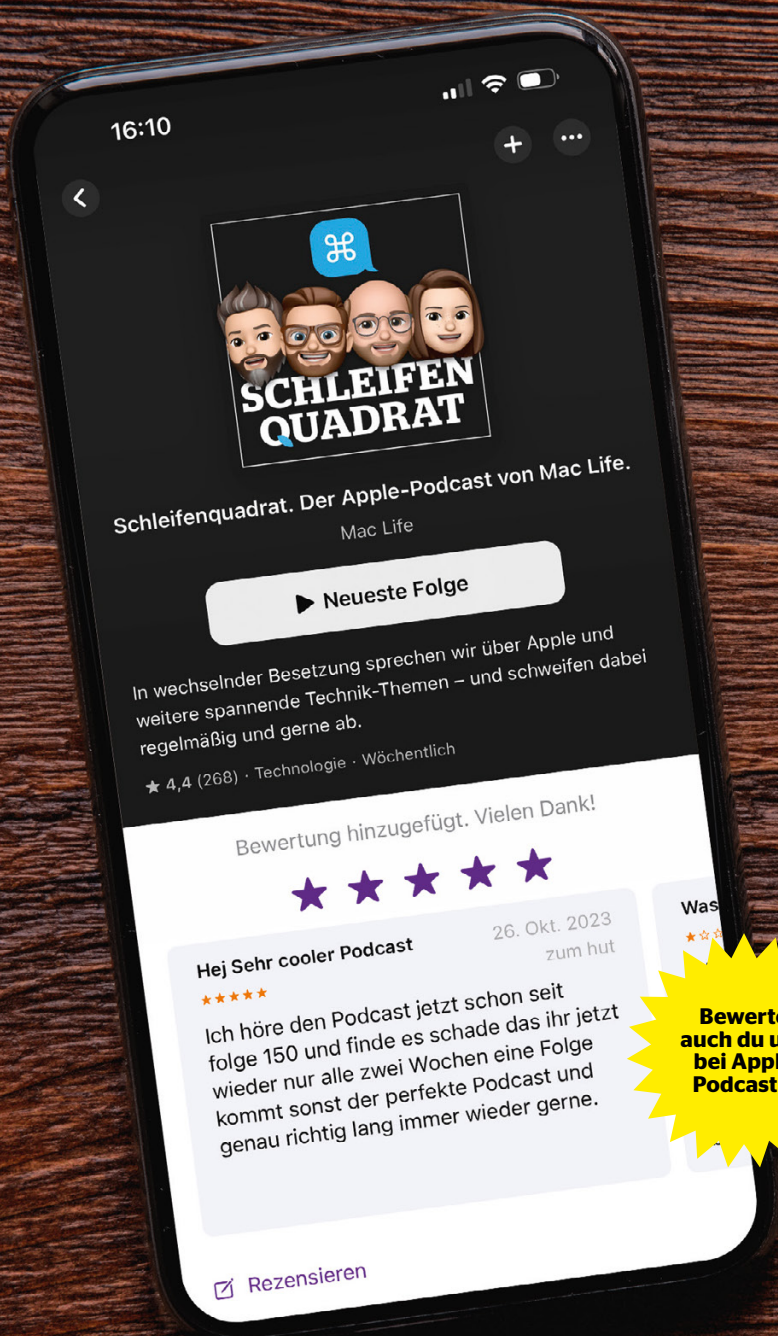 16:10
SCHLEIFEN
QUADRAT
Schleifenquadrat. Der Apple-Podcast von Mac Life.
Mac Life
Neueste Folge
In wechselnder Besetzung sprechen wir über Apple und
weitere spannende Technik-Themen – und schweifen dabei
regelmäßig und gerne ab.
★ 4,4 (268) · Technologie · Wöchentlich
Bewertung hinzugefügt. Vielen Dank!
Hej Sehr cooler Podcast
26. Okt. 2023
zum hut
Ich höre den Podcast jetzt schon seit
folge 150 und finde es schade das ihr jetzt
wieder nur alle zwei Wochen eine Folge
kommt sonst der perfekte Podcast und
genau richtig lang immer wieder gerne.
Was
auch du
bei
Rezensieren